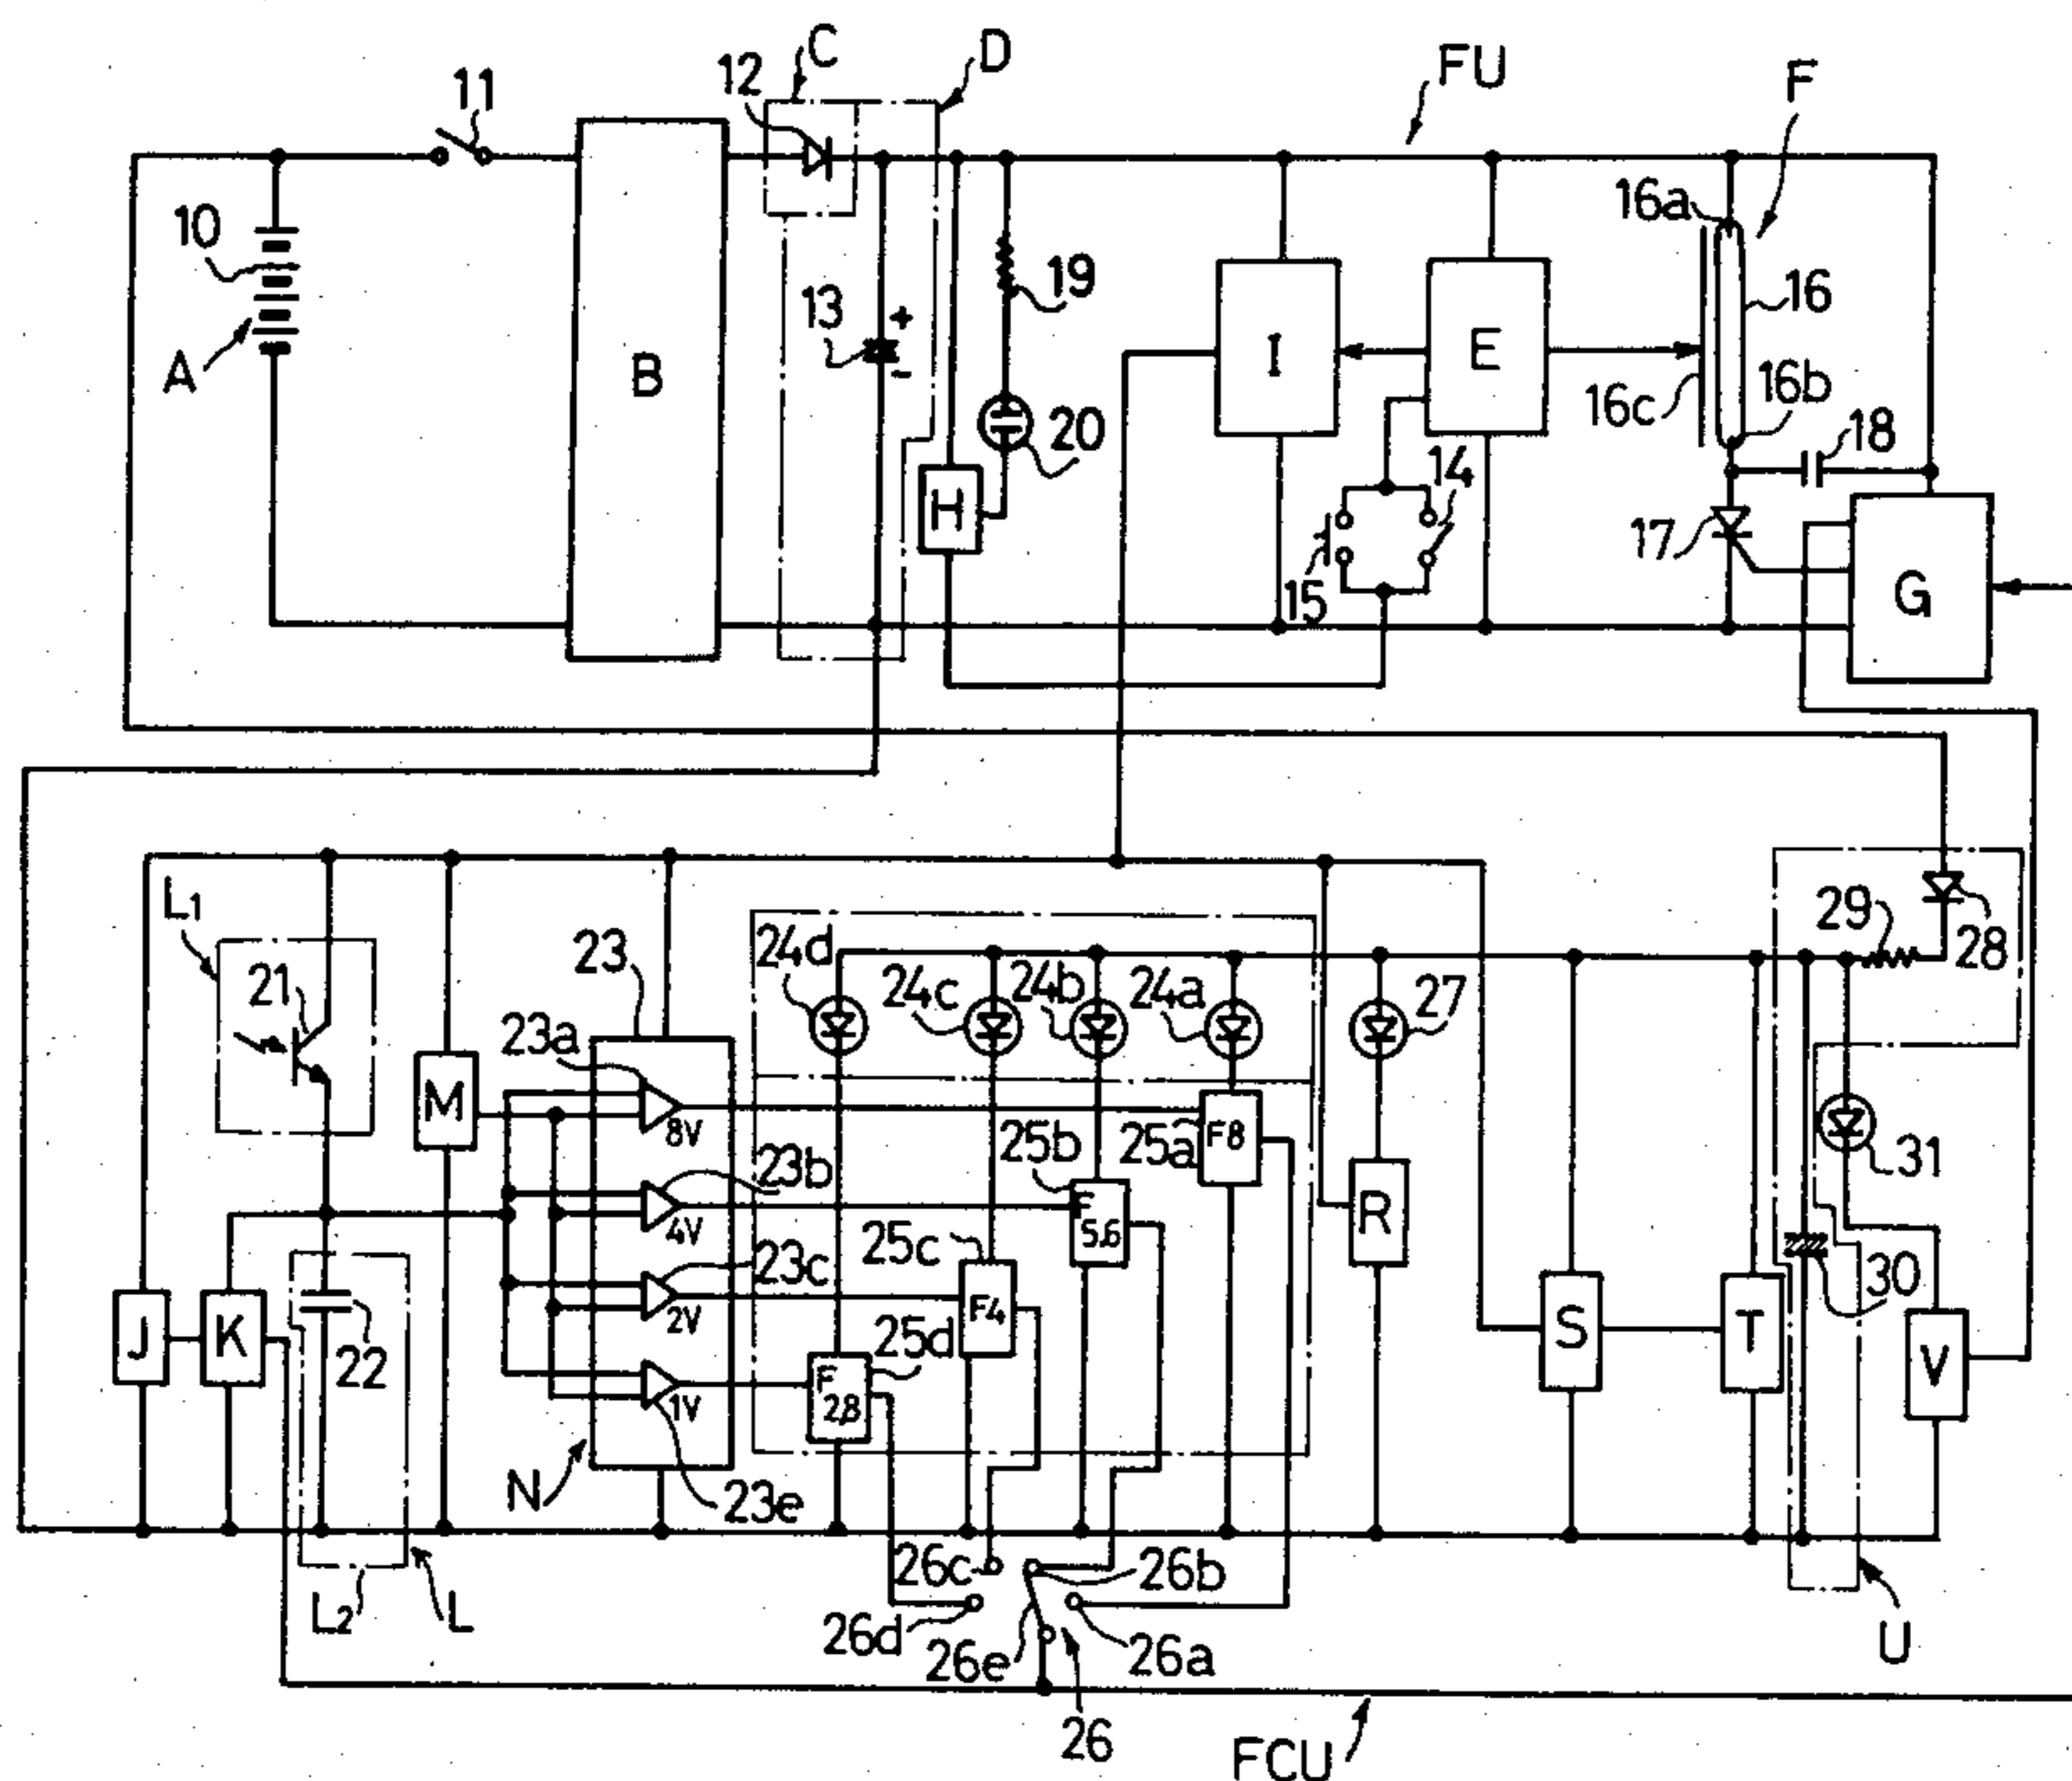 C
D
FU
F
11
12
10
A
B
13
+
-
19
20
H
I
E
16a
16
16b
16c
18
14
15
17
G
L1
21
23
23a
M
24d
24c
24b
24a
27
29
28
8V
23b
4V
23c
2V
1V
23e
N
25a
F8
25b
F
5.6
25c
F4
25d
F
2.8
R
31
30
J
K
22
S
T
V
L2
L
26c
26b
26d
26e
26a
26
U
FCU